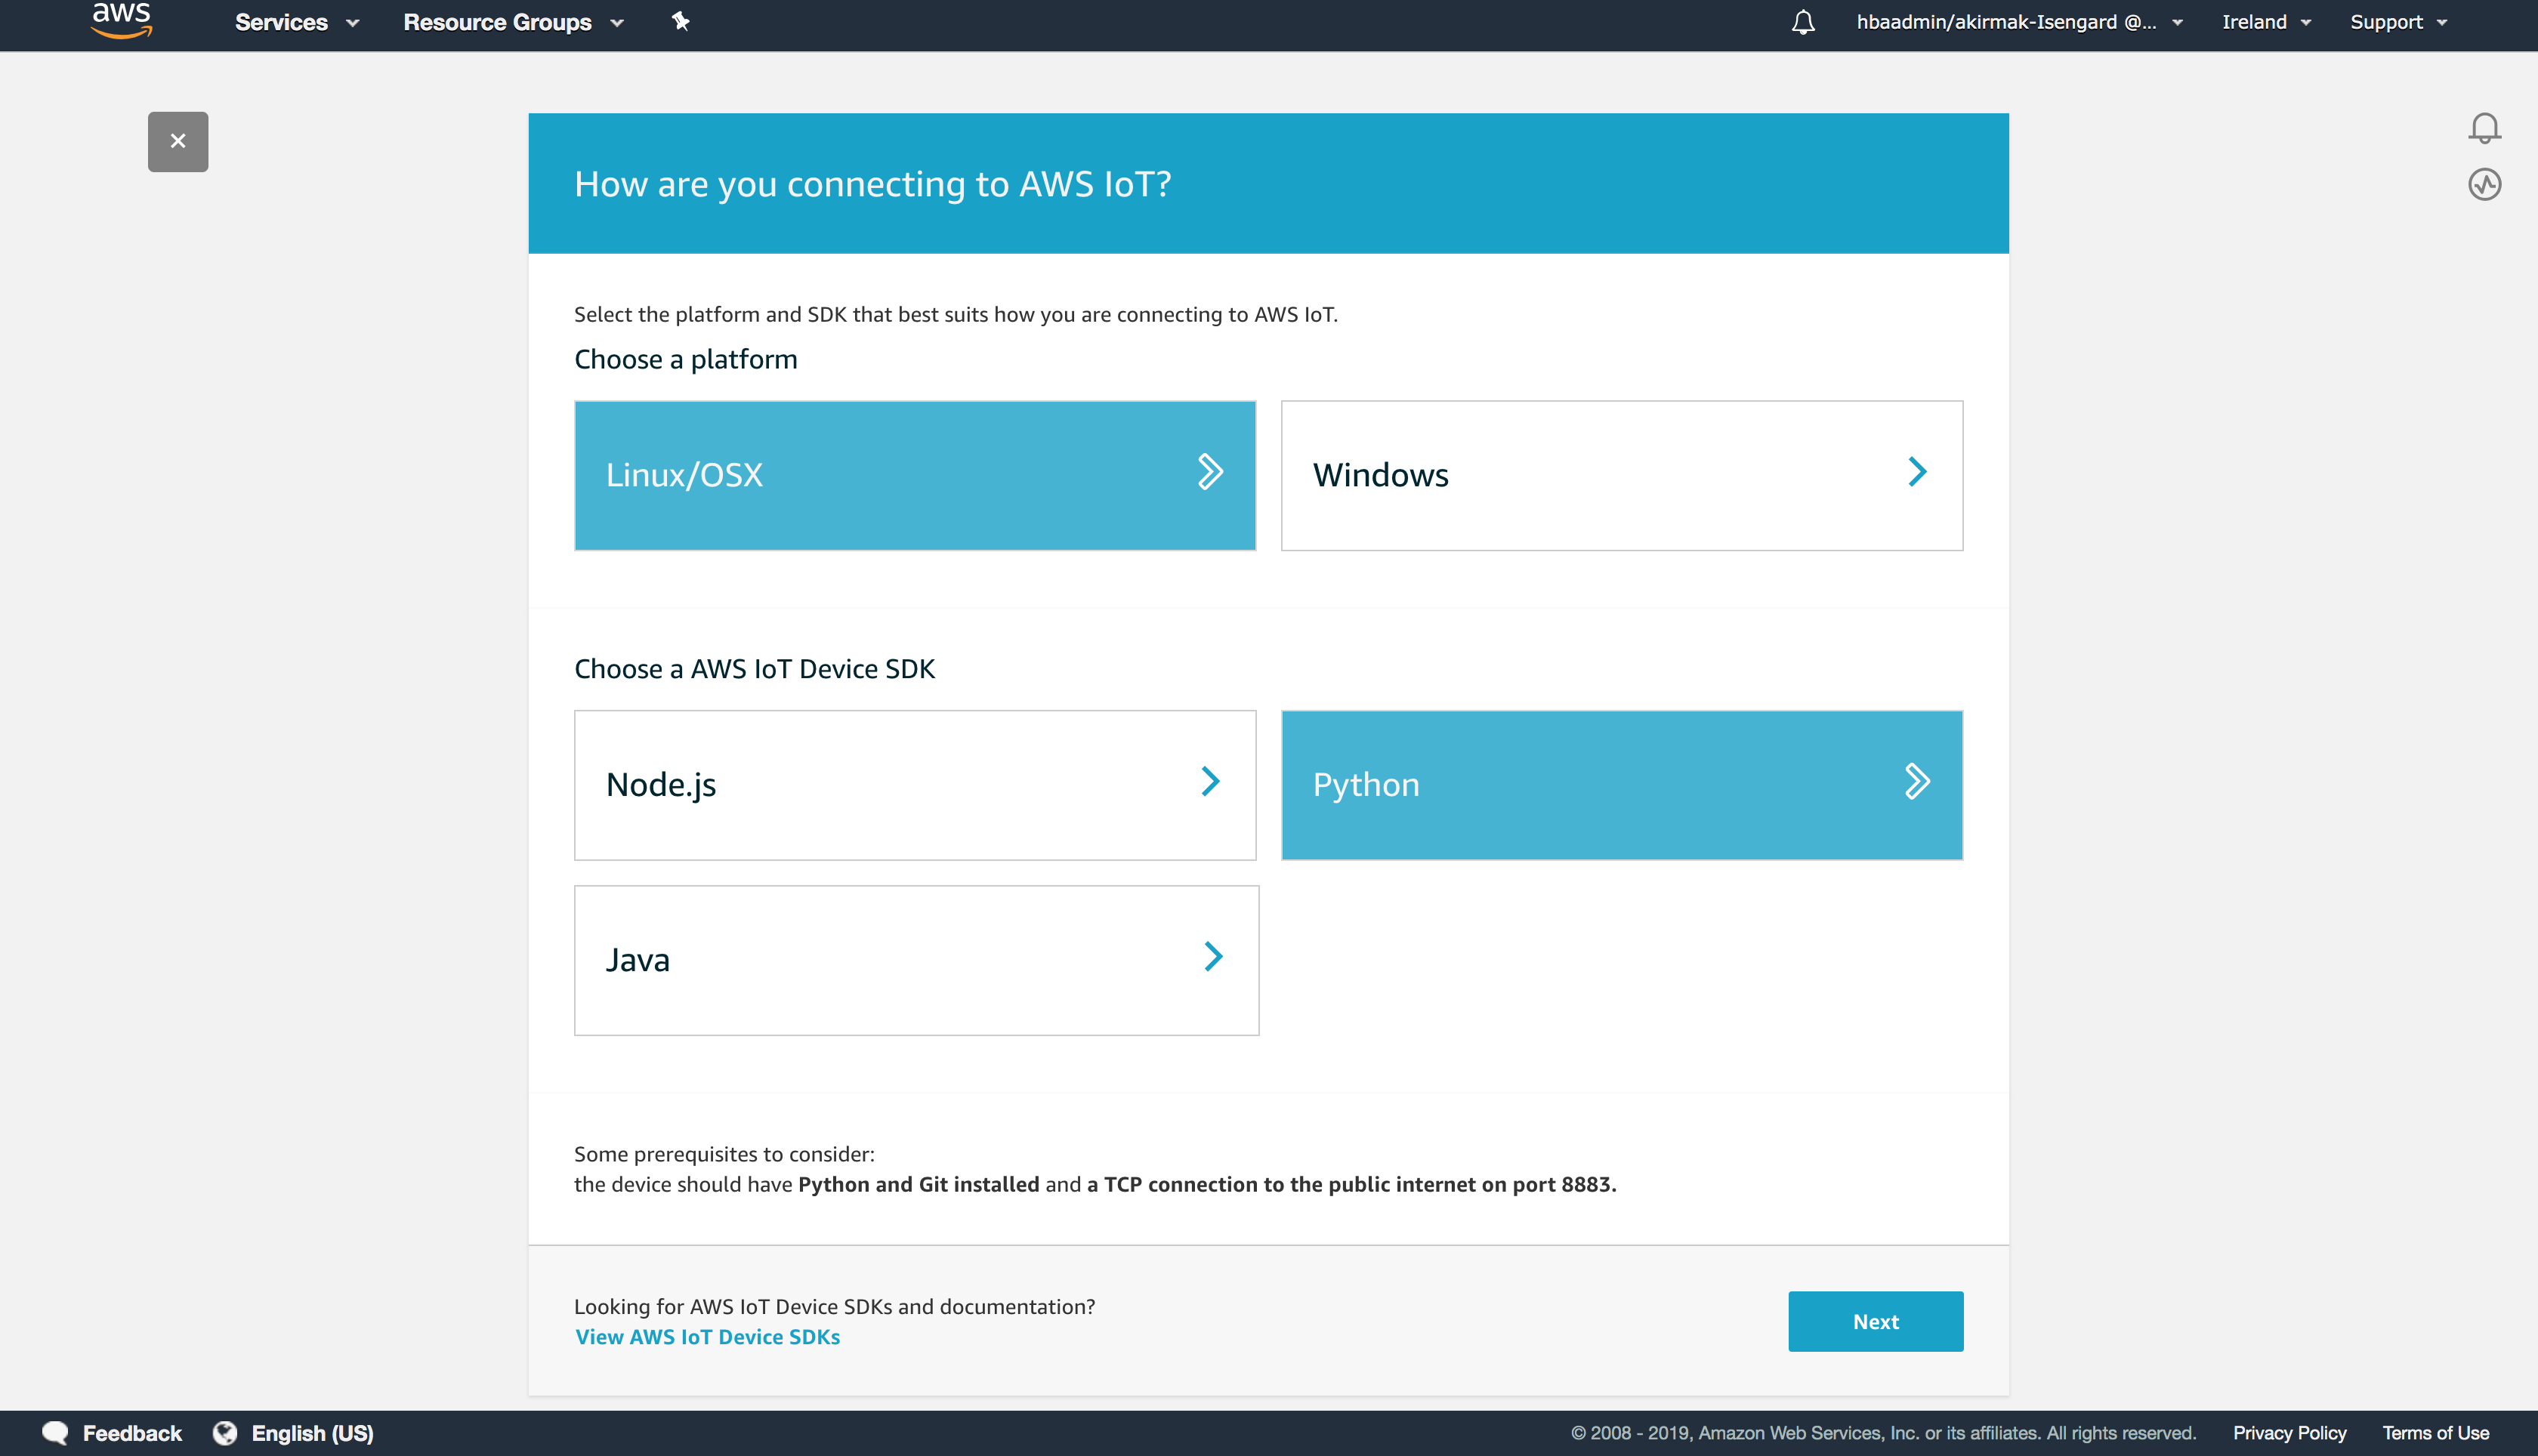 aws
Services
Resource Groups
hbaadmin/akirmak-Isengard @...
Ireland
Support
How are you connecting to AWS IoT?
Select the platform and SDK that best suits how you are connecting to AWS IoT.
Choose a platform
Linux/OSX
Windows
Choose a AWS IoT Device SDK
Node.js
Python
Java
Some prerequisites to consider:
the device should have Python and Git installed and a TCP connection to the public internet on port 8883.
Looking for AWS IoT Device SDKs and documentation?
View AWS IoT Device SDKs
Next
Feedback
English (US)
© 2008 - 2019, Amazon Web Services, Inc. or its affiliates. All rights reserved.
Privacy Policy
Terms of Use